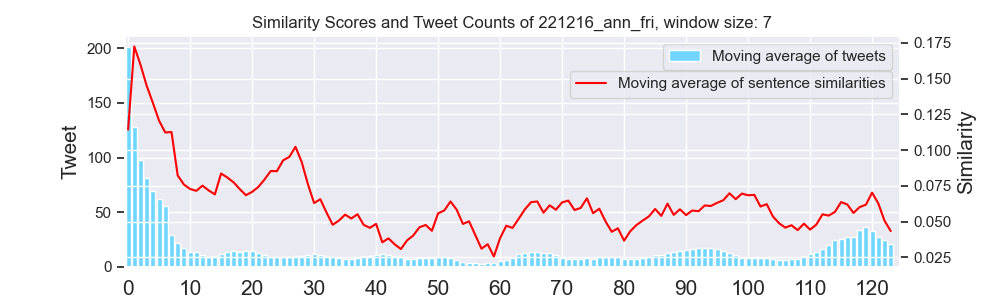 Similarity Scores and Tweet Counts of 221216_ann_fri, window size: 7
Moving average of tweets
Moving average of sentence similarities
Tweet
200
150
100
50
0
0.175
0.150
0.125
0.100
0.075
0.050
0.025
Similarity
0 10 20 30 40 50 60 70 80 90 100 110 120